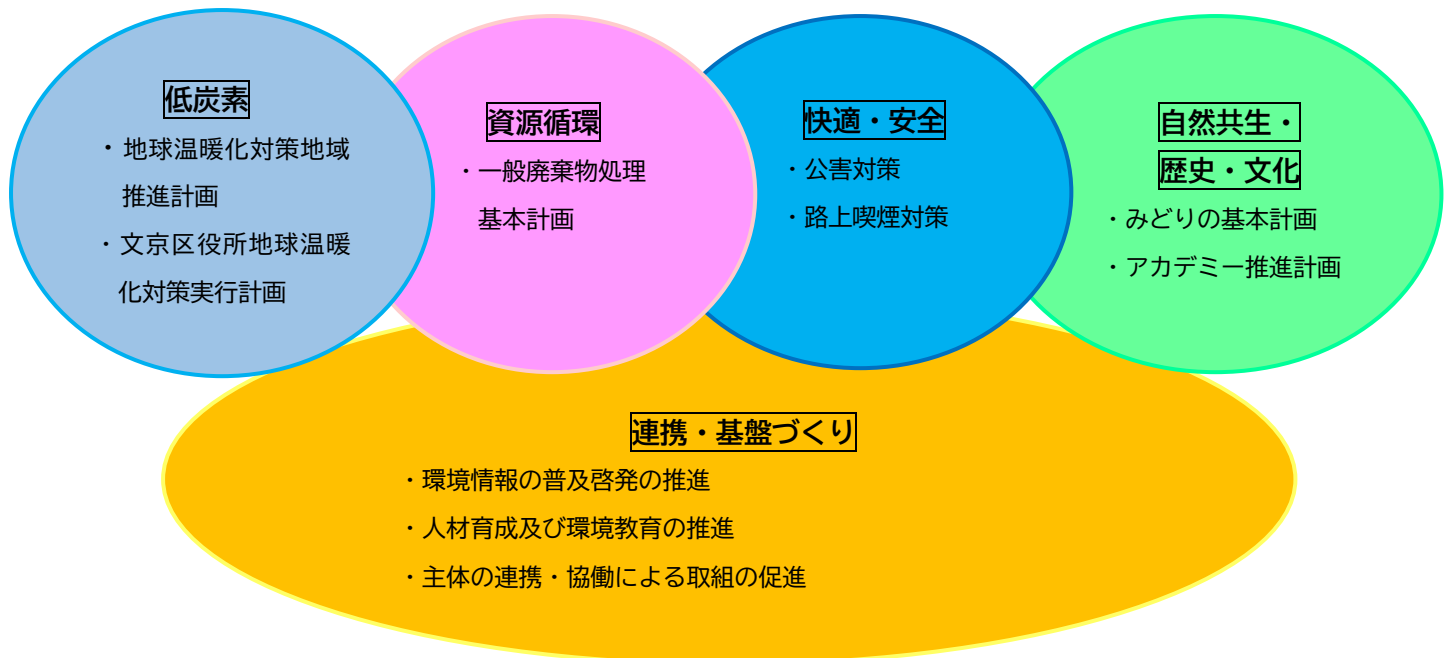 低炭素
・地球温暖化対策地域
推進計画
・文京区役所地球温暖
化対策実行計画
資源循環
・一般廃棄物処理
基本計画
快適・安全
・公害対策
・路上喫煙対策
自然共生・
歴史・文化
・みどりの基本計画
・アカデミー推進計画
連携・基盤づくり
・環境情報の普及啓発の推進
・人材育成及び環境教育の推進
・主体の連携・協働による取組の促進